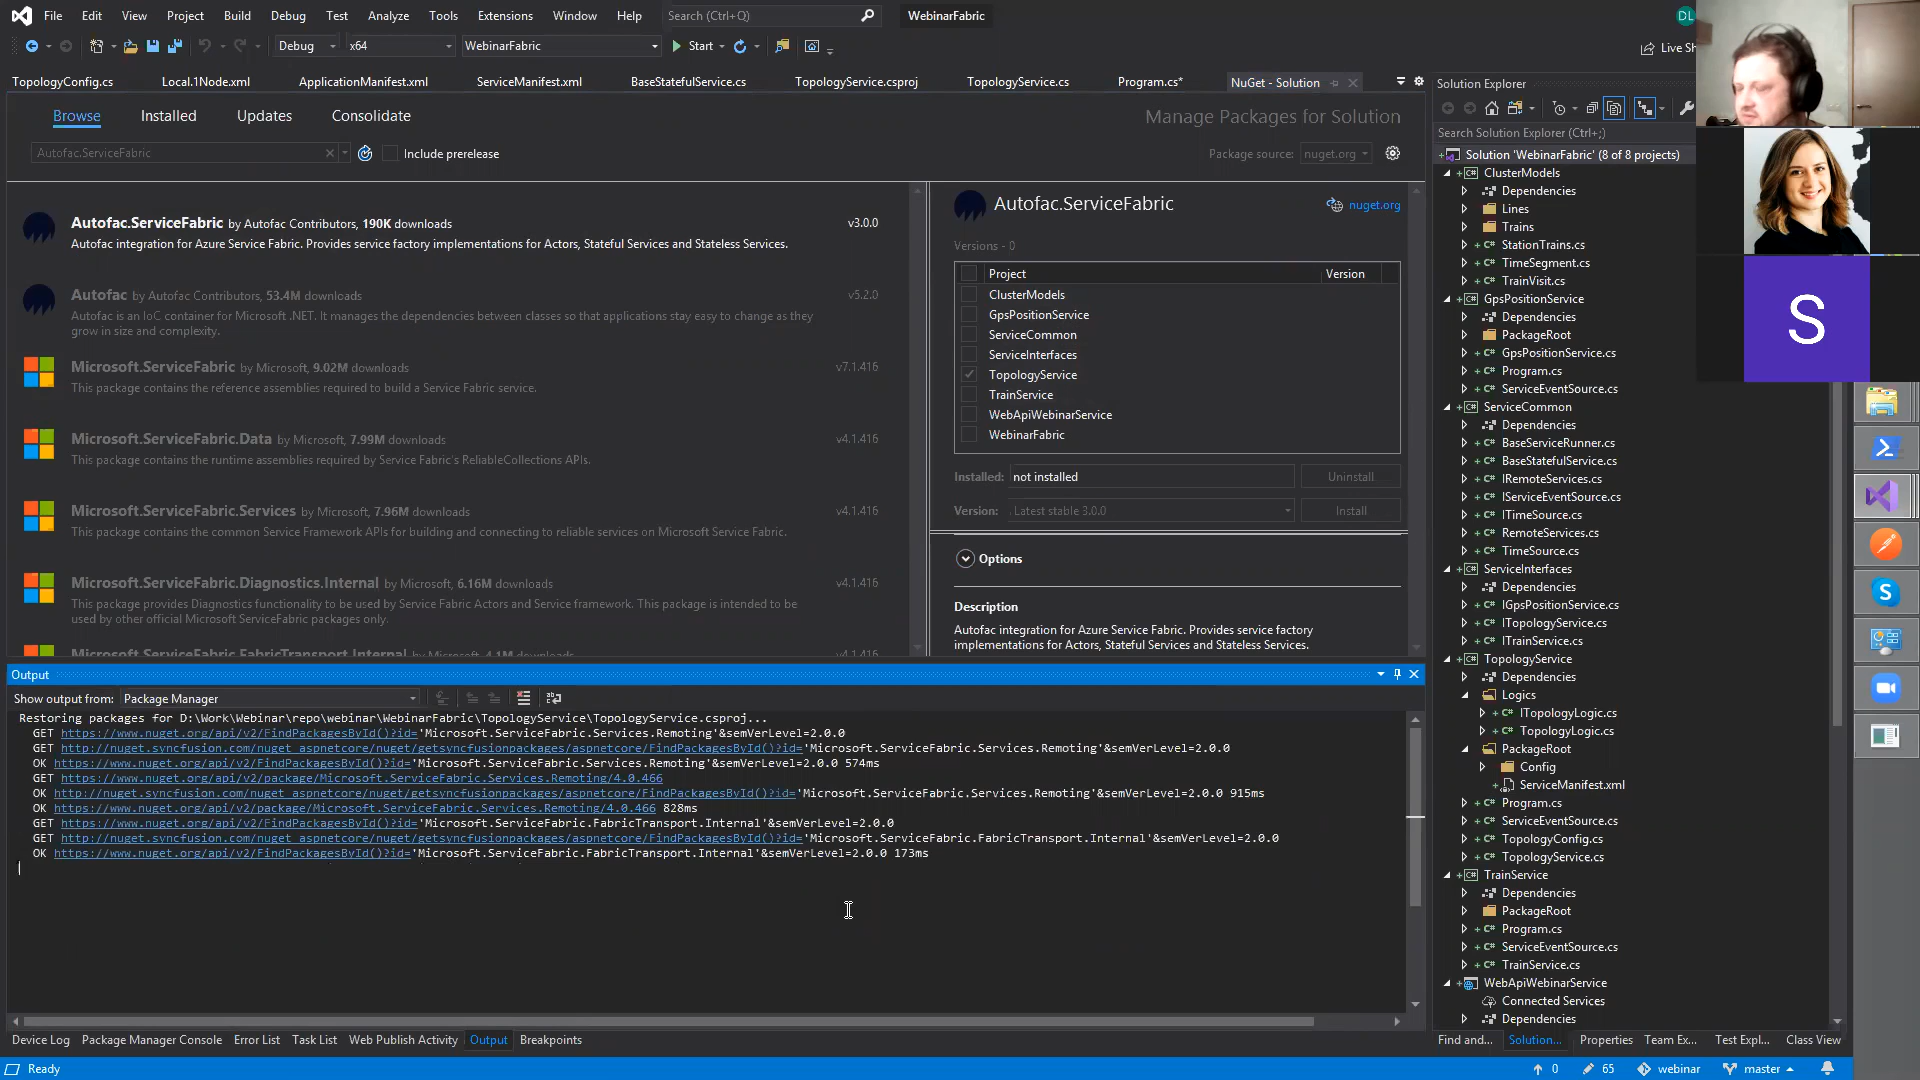 File Edit View Project Build Debug Test Analyze Tools Extensions Window Help Search (Ctrl+Q) WebinarFabric DL
Debug x64 WebinarFabric Start Live Sh
TopologyConfig.cs Local.1Node.xml ApplicationManifest.xml ServiceManifest.xml BaseStatefulService.cs TopologyService.csproj TopologyService.cs Program.cs* NuGet - Solution
Browse Installed Updates Consolidate Manage Packages for Solution
Autofac.ServiceFabric Include prerelease Package source: nuget.org
Autofac.ServiceFabric by Autofac Contributors, 190K downloads v3.0.0
Autofac integration for Azure Service Fabric. Provides service factory implementations for Actors, Stateful Services and Stateless Services.
Autofac by Autofac Contributors, 53.4M downloads v5.2.0
Autofac is an IoC container for Microsoft .NET. It manages the dependencies between classes so that applications stay easy to change as they
grow in size and complexity.
Microsoft.ServiceFabric by Microsoft, 9.02M downloads v7.1.416
This package contains the reference assemblies required to build a Service Fabric service.
Microsoft.ServiceFabric.Data by Microsoft, 7.99M downloads v4.1.416
This package contains the runtime assemblies required by Service Fabric's ReliableCollections APIs.
Microsoft.ServiceFabric.Services by Microsoft, 7.96M downloads v4.1.416
This package contains the common Service Framework APIs for building and connecting to reliable services on Microsoft Service Fabric.
Microsoft.ServiceFabric.Diagnostics.Internal by Microsoft, 6.16M downloads v4.1.416
This package provides Diagnostics functionality to be used by Service Fabric Actors and Service framework. This package is intended to be
used by other official Microsoft ServiceFabric packages only.
Microsoft.ServiceFabric.FabricTransport.Internal by Microsoft, 4.1M downloads v4.1.416
Autofac.ServiceFabric nuget.org
Versions - 0
Project Version
ClusterModels
GpsPositionService
ServiceCommon
ServiceInterfaces
TopologyService
TrainService
WebApiWebinarService
WebinarFabric
Installed: not installed Uninstall
Version: Latest stable 3.0.0 Install
Options
Description
Autofac integration for Azure Service Fabric. Provides service factory
implementations for Actors, Stateful Services and Stateless Services.
Output
Show output from: Package Manager
Restoring packages for D:\Work\Webinar\repo\webinar\WebinarFabric\TopologyService\TopologyService.csproj...
GET https://www.nuget.org/api/v2/FindPackagesById()?id='Microsoft.ServiceFabric.Services.Remoting'&semVerLevel=2.0.0
GET http://nuget.syncfusion.com/nuget_aspnetcore/nuget/getsyncfusionpackages/aspnetcore/FindPackagesById()?id='Microsoft.ServiceFabric.Services.Remoting'&semVerLevel=2.0.0
OK https://www.nuget.org/api/v2/FindPackagesById()?id='Microsoft.ServiceFabric.Services.Remoting'&semVerLevel=2.0.0 574ms
GET https://www.nuget.org/api/v2/package/Microsoft.ServiceFabric.Services.Remoting/4.0.466
OK http://nuget.syncfusion.com/nuget_aspnetcore/nuget/getsyncfusionpackages/aspnetcore/FindPackagesById()?id='Microsoft.ServiceFabric.Services.Remoting'&semVerLevel=2.0.0 915ms
OK https://www.nuget.org/api/v2/package/Microsoft.ServiceFabric.Services.Remoting/4.0.466 828ms
GET https://www.nuget.org/api/v2/FindPackagesById()?id='Microsoft.ServiceFabric.FabricTransport.Internal'&semVerLevel=2.0.0
GET http://nuget.syncfusion.com/nuget_aspnetcore/nuget/getsyncfusionpackages/aspnetcore/FindPackagesById()?id='Microsoft.ServiceFabric.FabricTransport.Internal'&semVerLevel=2.0.0
OK https://www.nuget.org/api/v2/FindPackagesById()?id='Microsoft.ServiceFabric.FabricTransport.Internal'&semVerLevel=2.0.0 173ms
Device Log Package Manager Console Error List Task List Web Publish Activity Output Breakpoints
Solution Explorer
Search Solution Explorer (Ctrl+;)
Solution 'WebinarFabric' (8 of 8 projects)
ClusterModels
Dependencies
Lines
Trains
StationTrains.cs
TimeSegment.cs
TrainVisit.cs
GpsPositionService
Dependencies
PackageRoot
GpsPositionService.cs
Program.cs
ServiceEventSource.cs
ServiceCommon
Dependencies
BaseServiceRunner.cs
BaseStatefulService.cs
IRemoteServices.cs
IServiceEventSource.cs
ITimeSource.cs
RemoteServices.cs
TimeSource.cs
ServiceInterfaces
Dependencies
IGpsPositionService.cs
ITopologyService.cs
ITrainService.cs
TopologyService
Dependencies
Logics
ITopologyLogic.cs
TopologyLogic.cs
PackageRoot
Config
ServiceManifest.xml
Program.cs
ServiceEventSource.cs
TopologyConfig.cs
TopologyService.cs
TrainService
Dependencies
PackageRoot
Program.cs
ServiceEventSource.cs
TrainService.cs
WebApiWebinarService
Connected Services
Dependencies
Find and... Solution... Properties Team Ex... Test Expl... Class View
S
Ready 0 65 webinar master